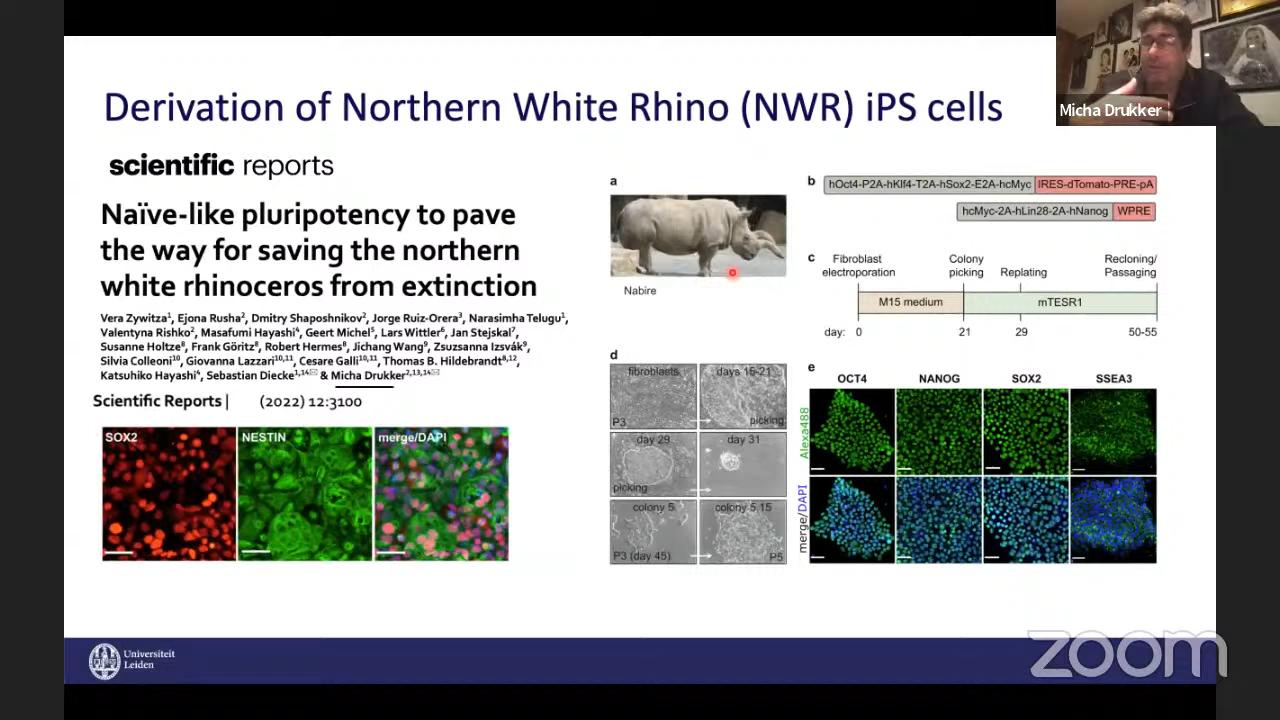 Derivation of Northern White Rhino (NWR) iPS cells
Micha Drukker
scientific reports
Naïve-like pluripotency to pave
the way for saving the northern
white rhinoceros from extinction
Vera Zywitza¹, Ejona Rusha², Dmitry Shaposhnikov², Jorge Ruiz-Orera³, Narasimha Telugu¹,
Valentyna Rishko², Masafumi Hayashi⁴, Geert Michel⁵, Lars Wittler⁶, Jan Stejskal⁷,
Susanne Holtze⁸, Frank Göritz⁸, Robert Hermes⁸, Jichang Wang⁹, Zsuzsanna Izsvák⁹,
Silvia Colleoni¹⁰, Giovanna Lazzari¹⁰,¹¹, Cesare Galli¹⁰,¹¹, Thomas B. Hildebrandt⁸,¹²,
Katsuhiko Hayashi⁴, Sebastian Diecke¹,¹⁴✉ & Micha Drukker²,¹³,¹⁴✉
Scientific Reports | (2022) 12:3100
SOX2
NESTIN
merge/DAPI
a
Nabire
b
hOct4-P2A-hKlf4-T2A-hSox2-E2A-hcMyc
IRES-dTomato-PRE-pA
hcMyc-2A-hLin28-2A-hNanog
WPRE
c
Fibroblast
electroporation
Colony
picking
Replating
Recloning/
Passaging
M15 medium
mTESR1
day: 0 21 29 50-55
d
fibroblasts
P3
days 15-21
picking
day 29
picking
day 31
colony 5
P3 (day 45)
colony 5.15
P5
e
OCT4
NANOG
SOX2
SSEA3
Alexa488
merge/DAPI
Universiteit
Leiden
zoom